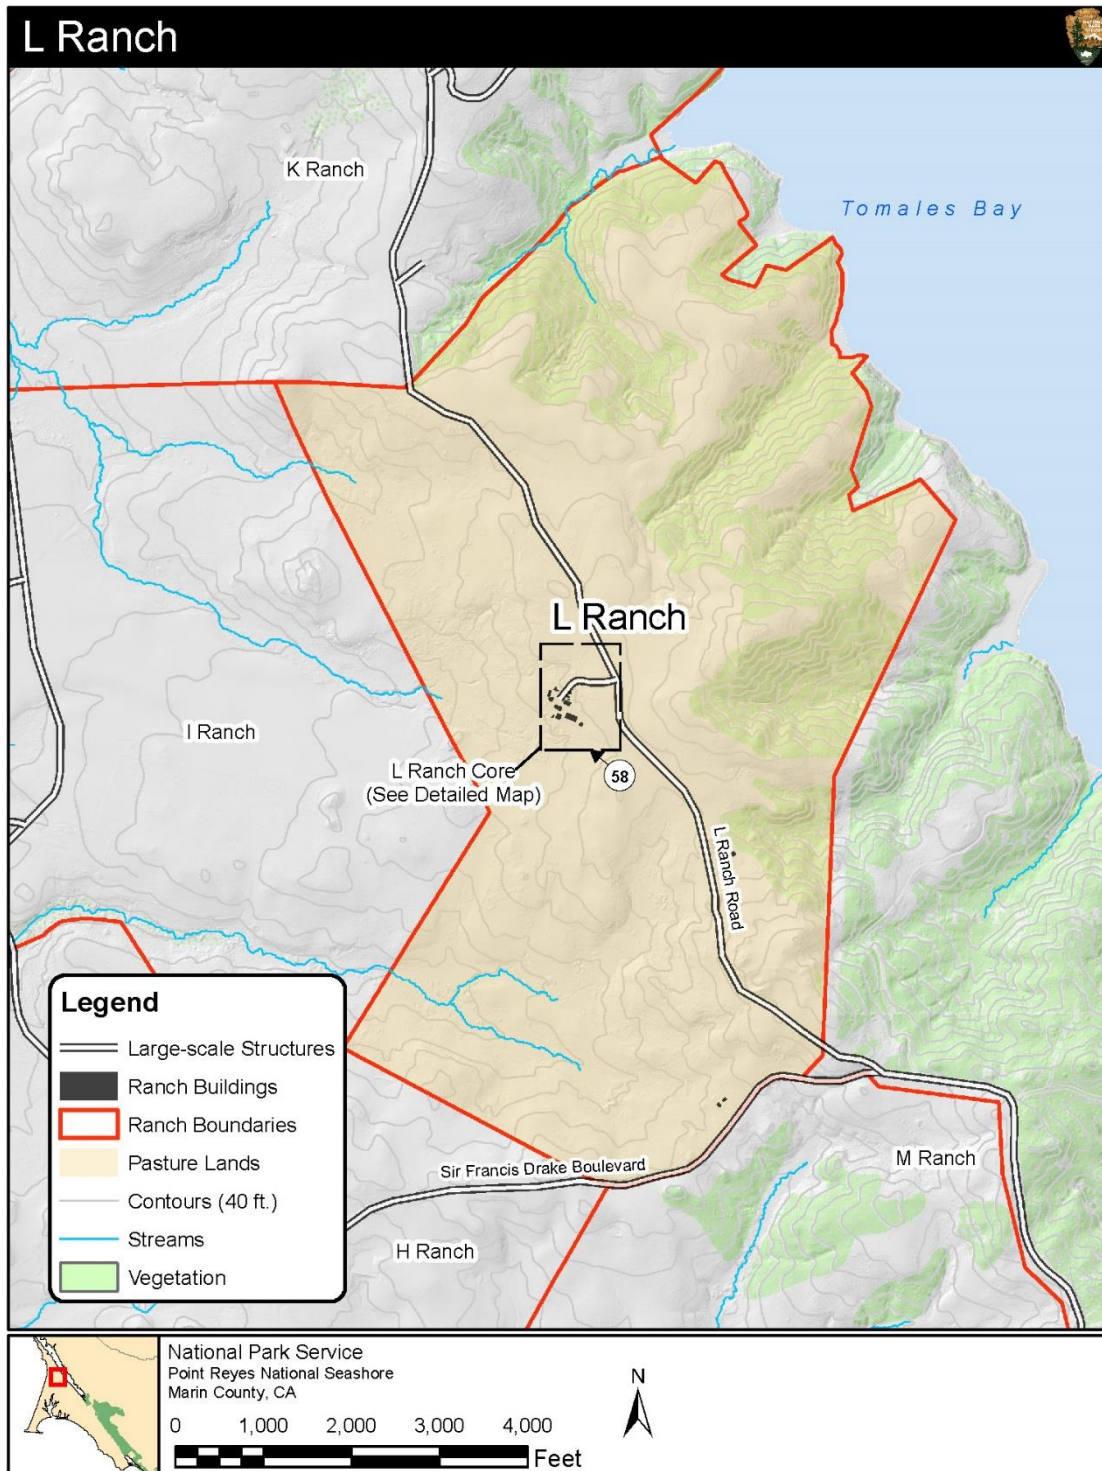 L Ranch
K Ranch
Tomales Bay
L Ranch
I Ranch
L Ranch Core
(See Detailed Map)
58
L Ranch Road
Legend
Large-scale Structures
Ranch Buildings
Ranch Boundaries
Pasture Lands
Contours (40 ft.)
Streams
Vegetation
Sir Francis Drake Boulevard
M Ranch
H Ranch
National Park Service
Point Reyes National Seashore
Marin County, CA
0 1,000 2,000 3,000 4,000
Feet
N